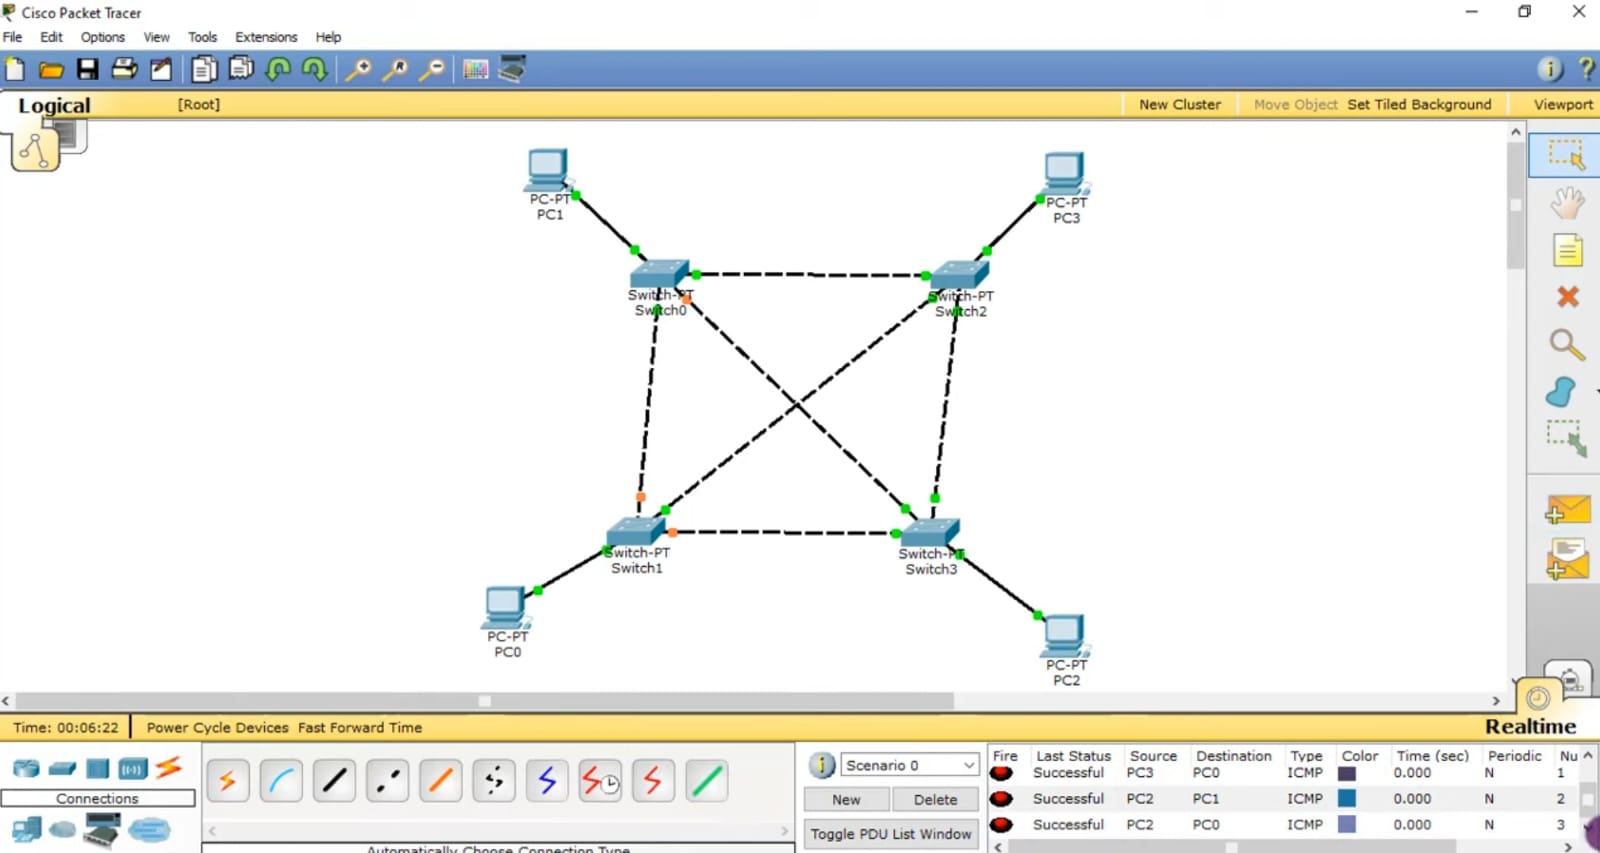 Cisco Packet Tracer
File Edit Options View Tools Extensions Help
Logical [Root] New Cluster Move Object Set Tiled Background Viewport
PC-PT
PC1
PC-PT
PC3
Switch-PT
Switch0
Switch-PT
Switch2
Switch-PT
Switch1
Switch-PT
Switch3
PC-PT
PC0
PC-PT
PC2
Time: 00:06:22 Power Cycle Devices Fast Forward Time
Realtime
Connections
Automatically Choose Connection Type
Scenario 0
New Delete
Toggle PDU List Window
Fire Last Status Source Destination Type Color Time (sec) Periodic Nu
Successful PC3 PC0 ICMP 0.000 N 1
Successful PC2 PC1 ICMP 0.000 N 2
Successful PC2 PC0 ICMP 0.000 N 3